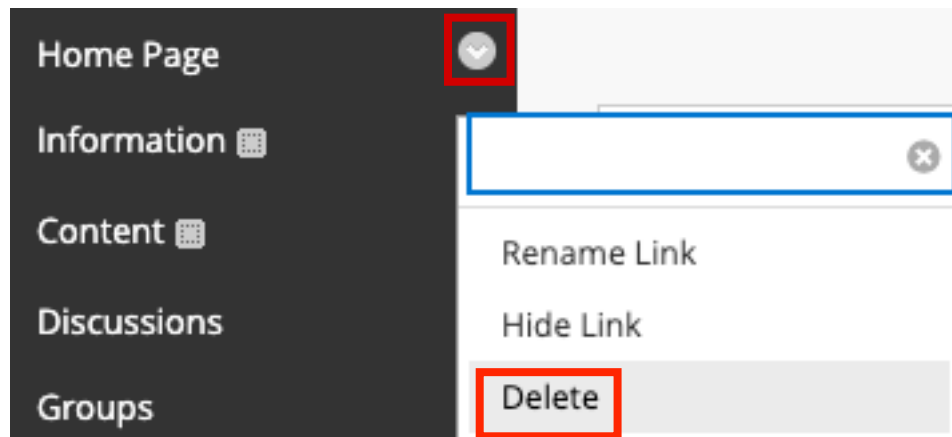 Home Page
Information
Content
Discussions
Groups
Rename Link
Hide Link
Delete